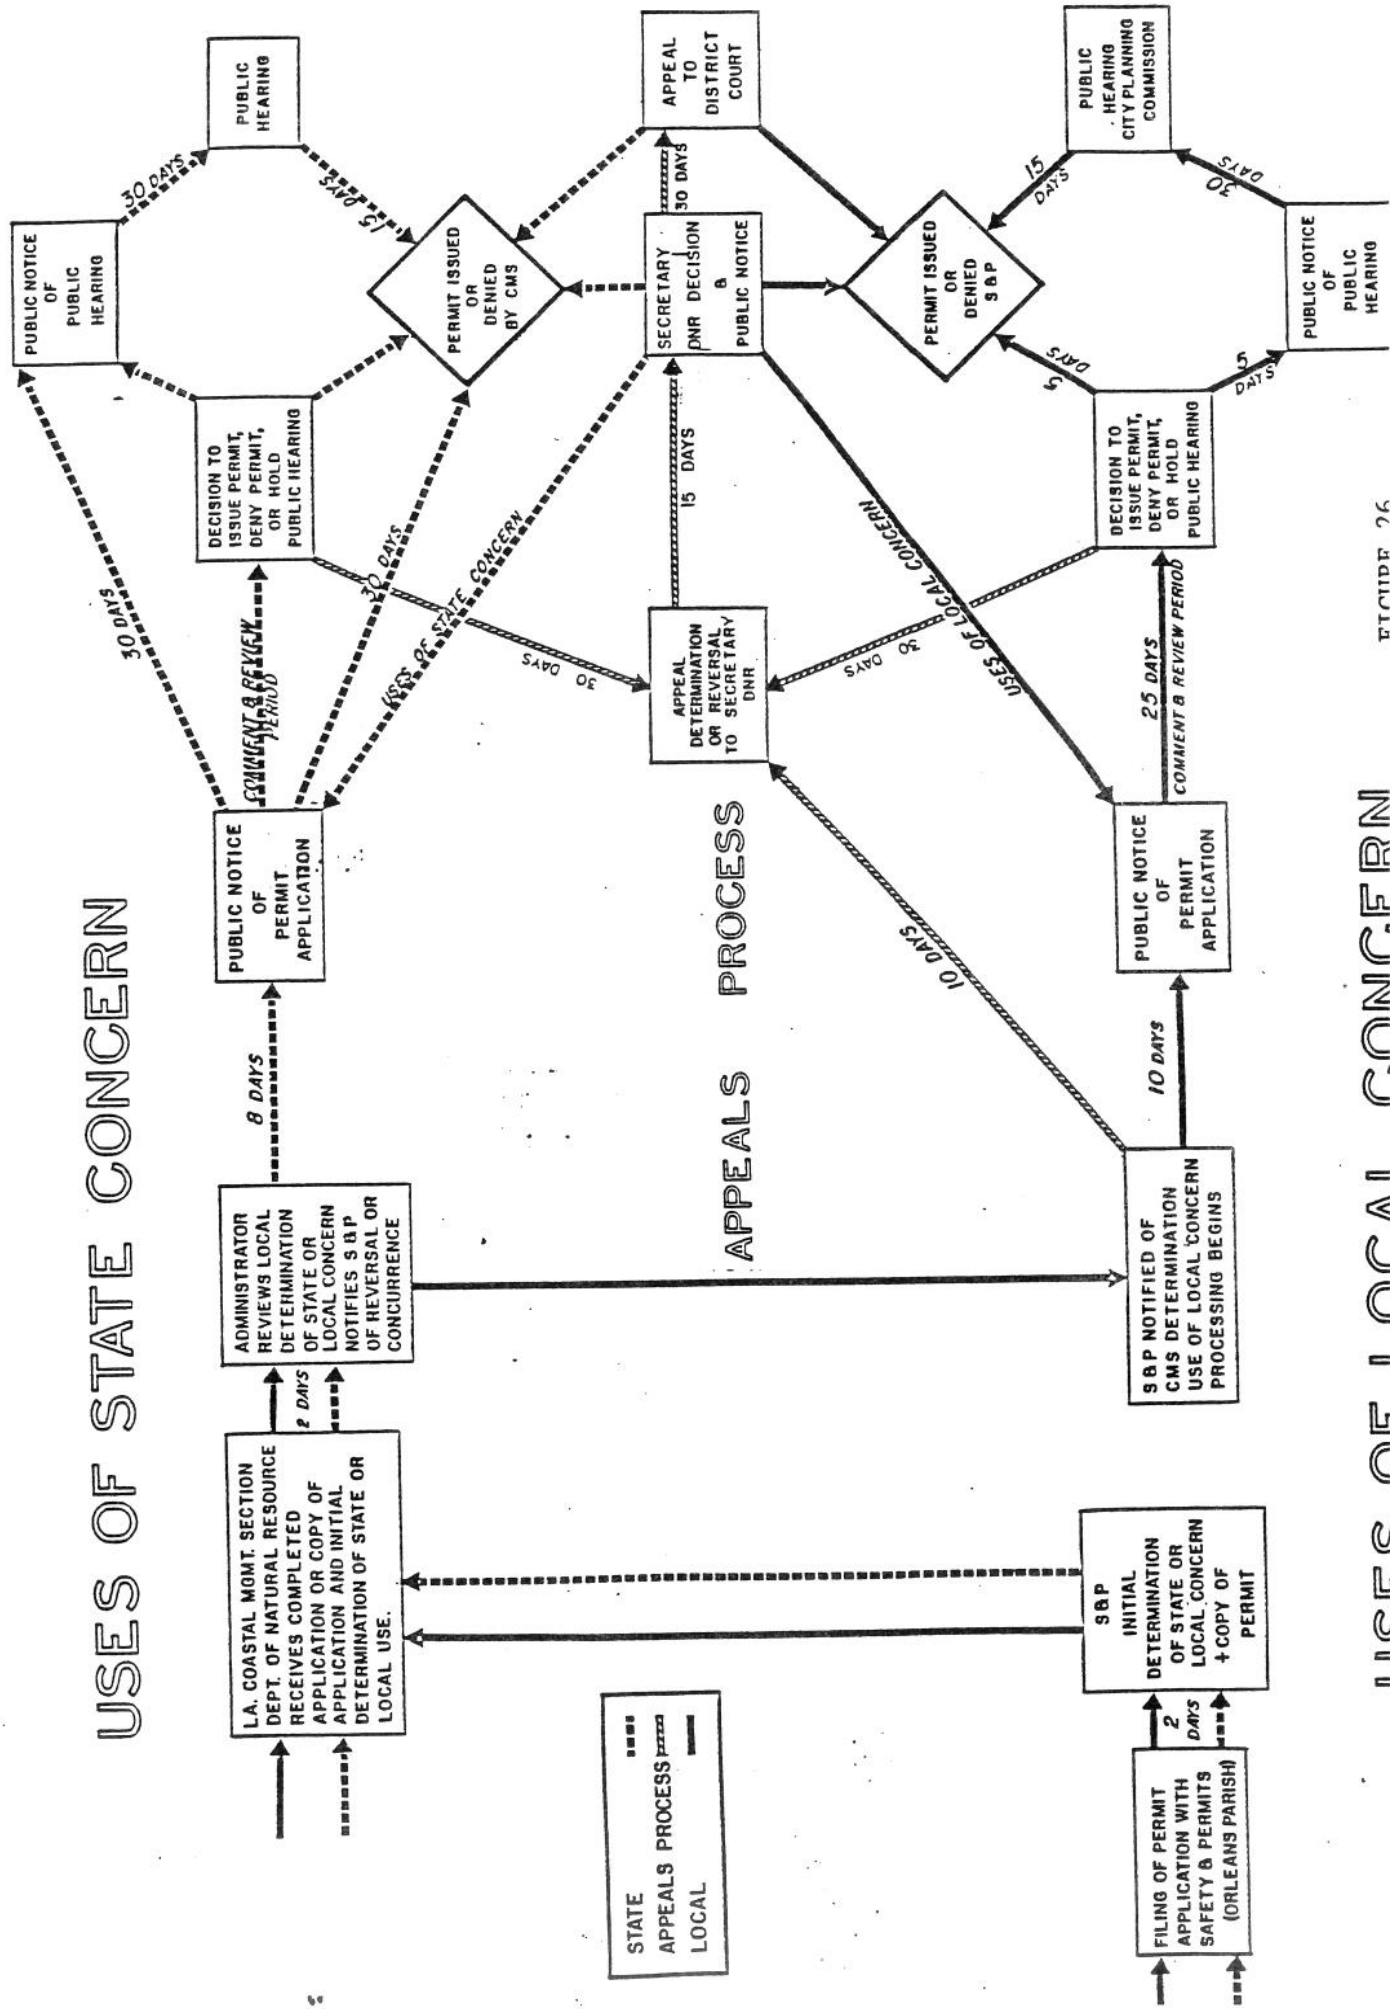 USES OF STATE CONCERN
LA. COASTAL MGMT. SECTION
DEPT. OF NATURAL RESOURCE
RECEIVES COMPLETED
APPLICATION OR COPY OF
APPLICATION AND INITIAL
DETERMINATION OF STATE OR
LOCAL USE.
2 DAYS
ADMINISTRATOR
REVIEWS LOCAL
DETERMINATION
OF STATE OR
LOCAL CONCERN
NOTIFIES S&P
OF REVERSAL OR
CONCURRENCE
8 DAYS
PUBLIC NOTICE
OF
PERMIT
APPLICATION
30 DAYS
COMMENT & REVIEW
PERIOD
30 DAYS
USES OF STATE CONCERN
DECISION TO
ISSUE PERMIT,
DENY PERMIT,
OR HOLD
PUBLIC HEARING
30
DAYS
PUBLIC NOTICE
OF
PUBLIC
HEARING
30 DAYS
PUBLIC
HEARING
15
DAYS
PERMIT ISSUED
OR
DENIED
BY CMS
STATE
APPEALS PROCESS
LOCAL
APPEALS PROCESS
APPEAL
DETERMINATION
OR REVERSAL
TO SECRETARY
DNR
15 DAYS
SECRETARY
DNR DECISION
&
PUBLIC NOTICE
30 DAYS
APPEAL
TO
DISTRICT
COURT
FILING OF PERMIT
APPLICATION WITH
SAFETY & PERMITS
(ORLEANS PARISH)
2
DAYS
S&P
INITIAL
DETERMINATION
OF STATE OR
LOCAL CONCERN
+COPY OF
PERMIT
S&P NOTIFIED OF
CMS DETERMINATION
USE OF LOCAL CONCERN
PROCESSING BEGINS
10 DAYS
10 DAYS
PUBLIC NOTICE
OF
PERMIT
APPLICATION
USES OF LOCAL CONCERN
25 DAYS
COMMENT & REVIEW PERIOD
DECISION TO
ISSUE PERMIT,
DENY PERMIT,
OR HOLD
PUBLIC HEARING
30
DAYS
5
DAYS
5
DAYS
PERMIT ISSUED
OR
DENIED
S&P
PUBLIC NOTICE
OF
PUBLIC
HEARING
30
DAYS
PUBLIC
HEARING
CITY PLANNING
COMMISSION
15
DAYS
USES OF LOCAL CONCERN
FIGURE 26